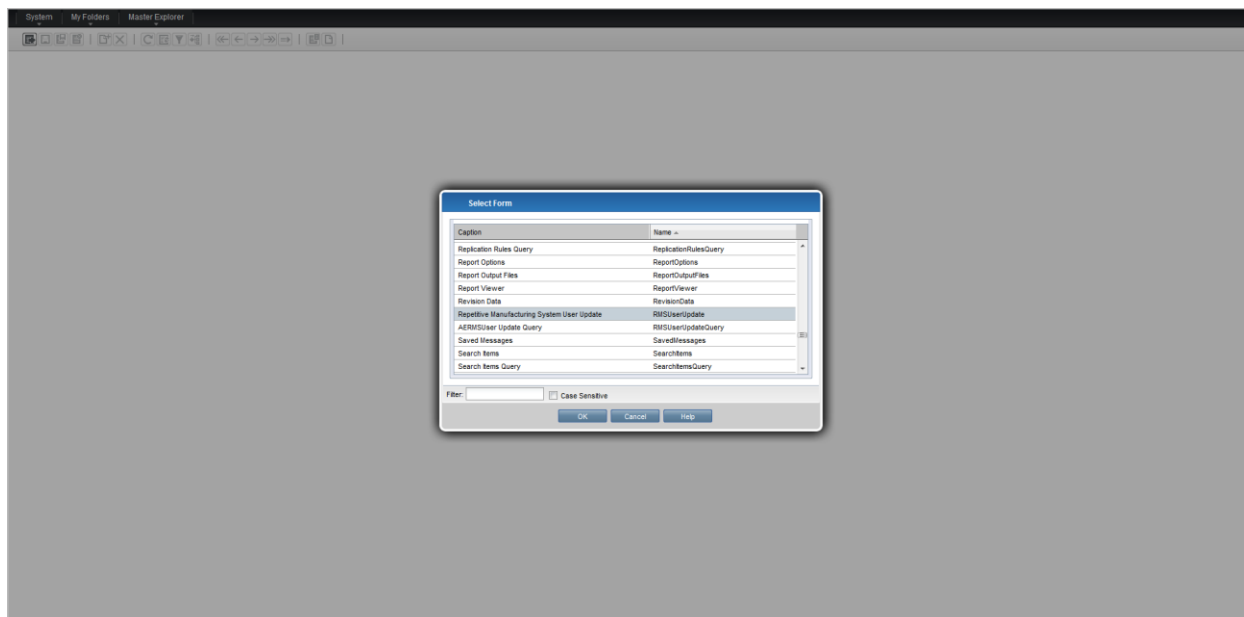 System My Folders Master Explorer
Select Form
Caption Name
Replication Rules Query ReplicationRulesQuery
Report Options ReportOptions
Report Output Files ReportOutputFiles
Report Viewer ReportViewer
Revision Data RevisionData
Repetitive Manufacturing System User Update RMSUserUpdate
AERMSUser Update Query RMSUserUpdateQuery
Saved Messages SavedMessages
Search Items SearchItems
Search Items Query SearchItemsQuery
Filter: Case Sensitive
OK Cancel Help